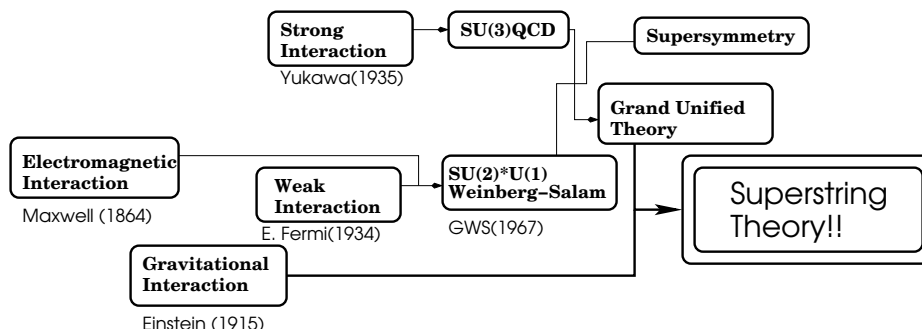 Strong
Interaction
Yukawa(1935)
SU(3)QCD
Supersymmetry
Grand Unified
Theory
Electromagnetic
Interaction
Maxwell (1864)
Weak
Interaction
E. Fermi(1934)
SU(2)*U(1)
Weinberg-Salam
GWS(1967)
Superstring
Theory!!
Gravitational
Interaction
Einstein (1915)